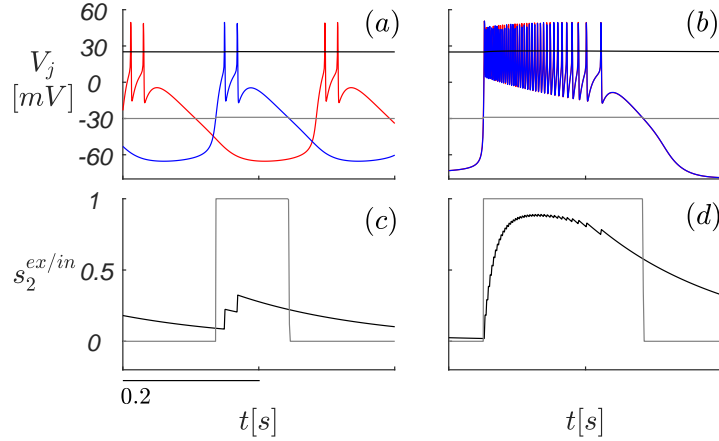 60
(a)
(b)
30
V_j
0
[mV]
-30
-60
1
(c)
(d)
s_2^{ex/in}
0.5
0
0.2
t[s]
t[s]